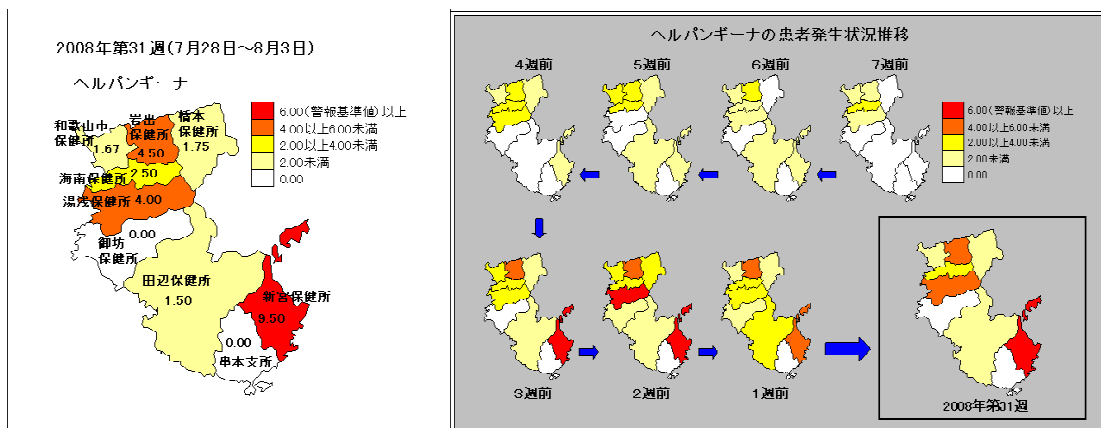 2008年第31週(7月28日～8月3日)
ヘルパンギーナ
6.00(警報基準値)以上
4.00以上6.00未満
2.00以上4.00未満
2.00未満
0.00
和歌山市
保健所
1.67
岩出
保健所
4.50
橋本
保健所
1.75
2.50
海南保健所
湯浅保健所
4.00
0.00
御坊
保健所
田辺保健所
1.50
新宮保健所
9.50
0.00
串本支所
ヘルパンギーナの患者発生状況推移
4週前
5週前
6週前
7週前
6.00(警報基準値)以上
4.00以上6.00未満
2.00以上4.00未満
2.00未満
0.00
3週前
2週前
1週前
2008年第31週